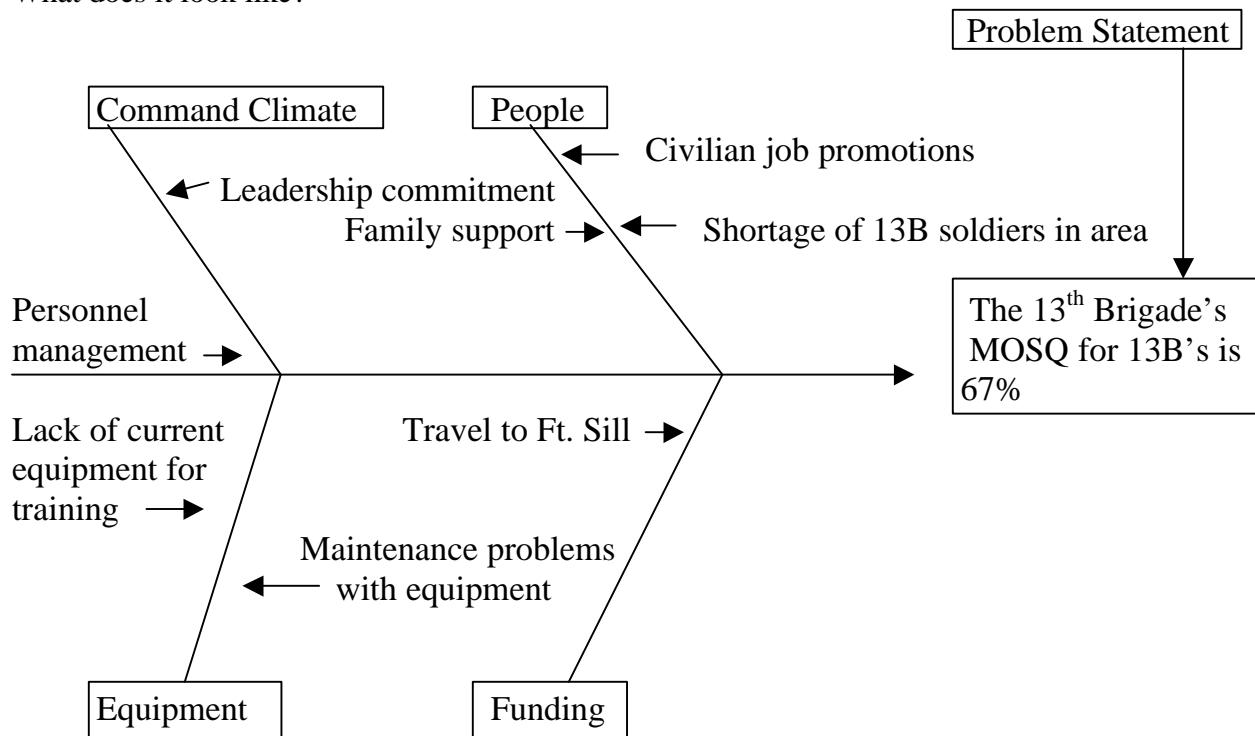 What does it look like?
Problem Statement
Command Climate
People
Civilian job promotions
Leadership commitment
Family support
Shortage of 13B soldiers in area
Personnel
management
The 13th Brigade’s
MOSQ for 13B’s is
67%
Lack of current
equipment for
training
Travel to Ft. Sill
Maintenance problems
with equipment
Equipment
Funding